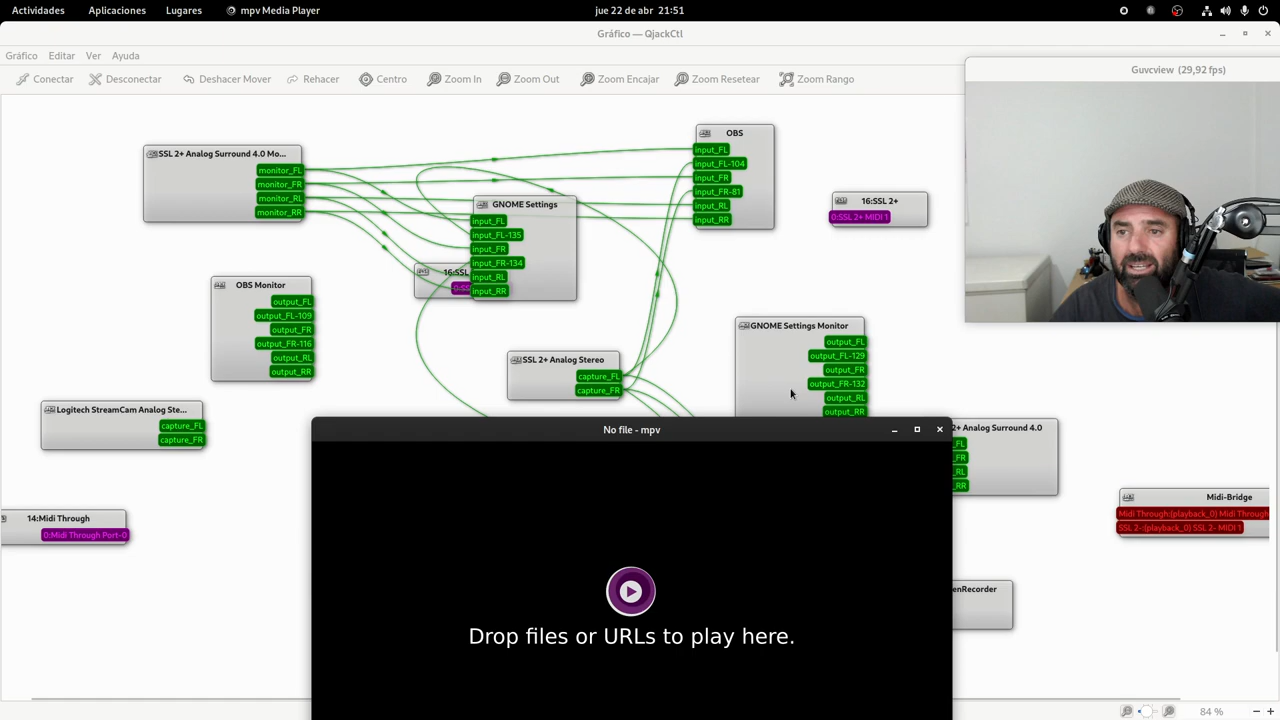 Actividades Aplicaciones Lugares mpv Media Player jue 22 de abr 21:51
Gráfico — QjackCtl
Gráfico Editar Ver Ayuda
Conectar Desconectar Deshacer Mover Rehacer Centro Zoom In Zoom Out Zoom Encajar Zoom Resetear Zoom Rango
Guvcview (29,92 fps)
SSL 2+ Analog Surround 4.0 Mo...
monitor_FL
monitor_FR
monitor_RL
monitor_RR
OBS
input_FL
input_FL-104
input_FR
input_FR-81
input_RL
input_RR
GNOME Settings
input_FL
input_FL-135
input_FR
input_FR-134
input_RL
input_RR
16:SSL
16:SSL 2+
0:SSL 2+ MIDI 1
OBS Monitor
output_FL
output_FL-109
output_FR
output_FR-116
output_RL
output_RR
SSL 2+ Analog Stereo
capture_FL
capture_FR
GNOME Settings Monitor
output_FL
output_FL-129
output_FR
output_FR-132
output_RL
output_RR
Logitech StreamCam Analog Ste...
capture_FL
capture_FR
2+ Analog Surround 4.0
_FL
_FR
_RL
_RR
14:Midi Through
0:Midi Through Port-0
Midi-Bridge
Midi Through:(playback_0) Midi Through
SSL 2-:(playback_0) SSL 2- MIDI 1
enRecorder
No file - mpv
Drop files or URLs to play here.
84 %